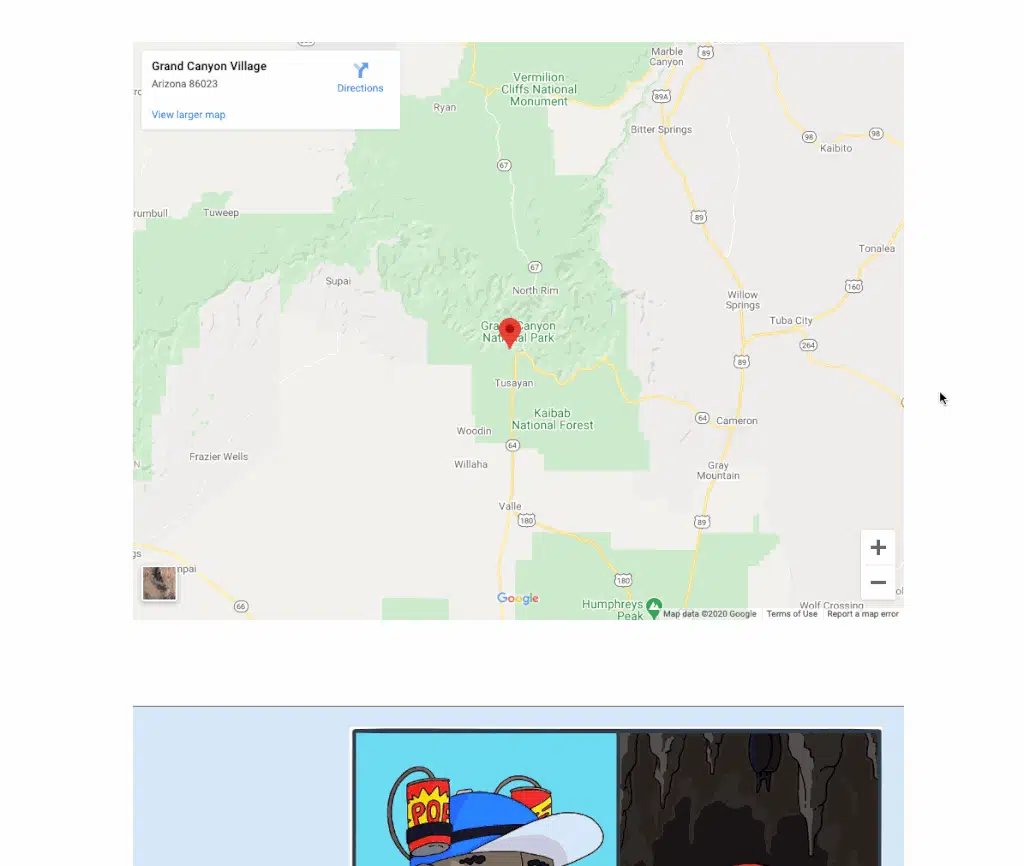 Grand Canyon Village
Arizona 86023
Directions
View larger map
Marble
Canyon
89
Vermilion
Cliffs National
Monument
89A
Ryan
Bitter Springs
98
98
Kaibito
67
rumbull
Tuweep
89
Tonalea
67
Supai
160
North Rim
Willow
Springs
Tuba City
Grand Canyon
National Park
264
89
Tusayan
Kaibab
National Forest
64
Cameron
Woodin
64
Frazier Wells
Willaha
Gray
Mountain
Valle
180
89
gs
mpai
180
66
Google
Humphreys
Peak
Wolf Crossing
Map data ©2020 Google
Terms of Use
Report a map error
POP